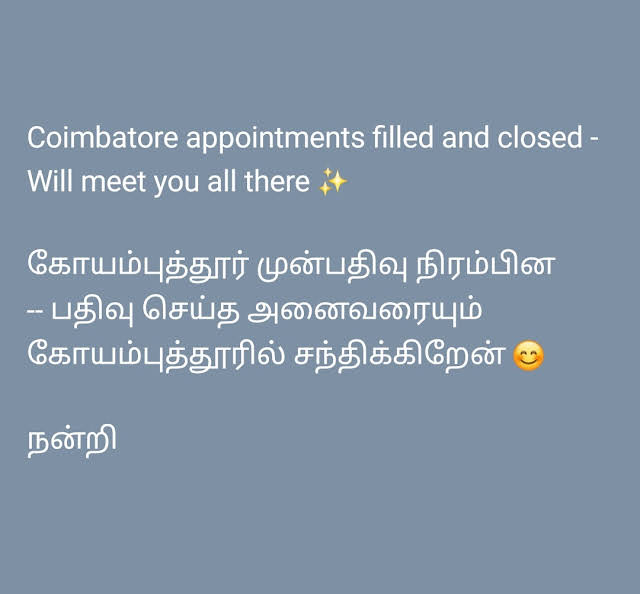 Coimbatore appointments filled and closed -
Will meet you all there ✨
கோயம்புத்தூர் முன்பதிவு நிரம்பின
-- பதிவு செய்த அனைவரையும்
கோயம்புத்தூரில் சந்திக்கிறேன் 😊
நன்றி